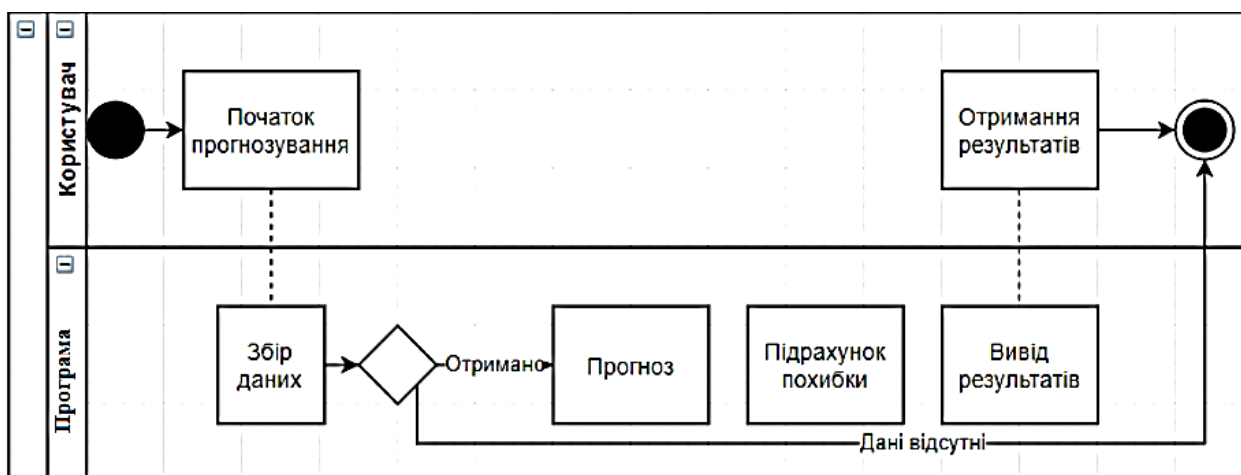 Користувач
Початок
прогнозування
Отримання
результатів
Програма
Збір
даних
Отримано
Прогноз
Підрахунок
похибки
Вивід
результатів
Дані відсутні